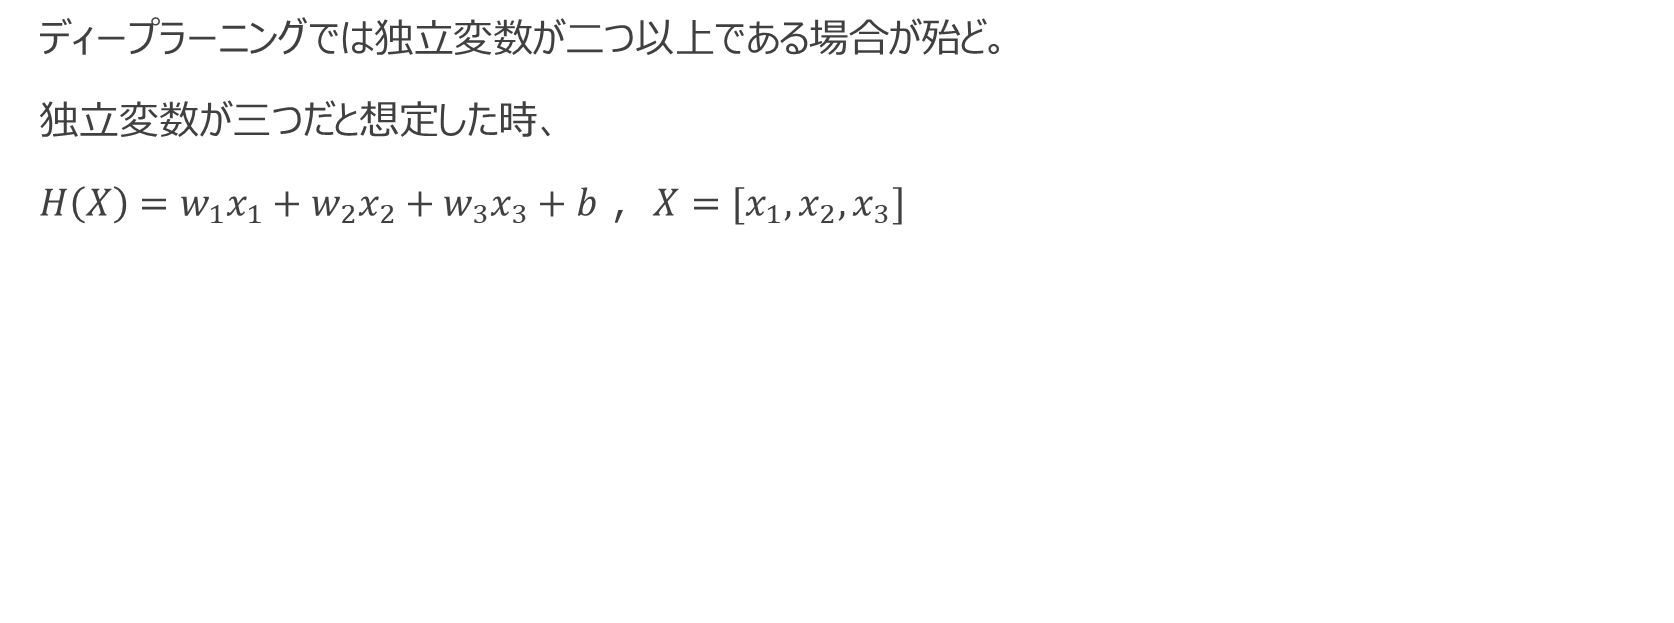 ディープラーニングでは独立変数が二つ以上である場合が殆ど。
独立変数が三つだと想定した時、
H(X) = w₁x₁ + w₂x₂ + w₃x₃ + b , X = [x₁, x₂, x₃]